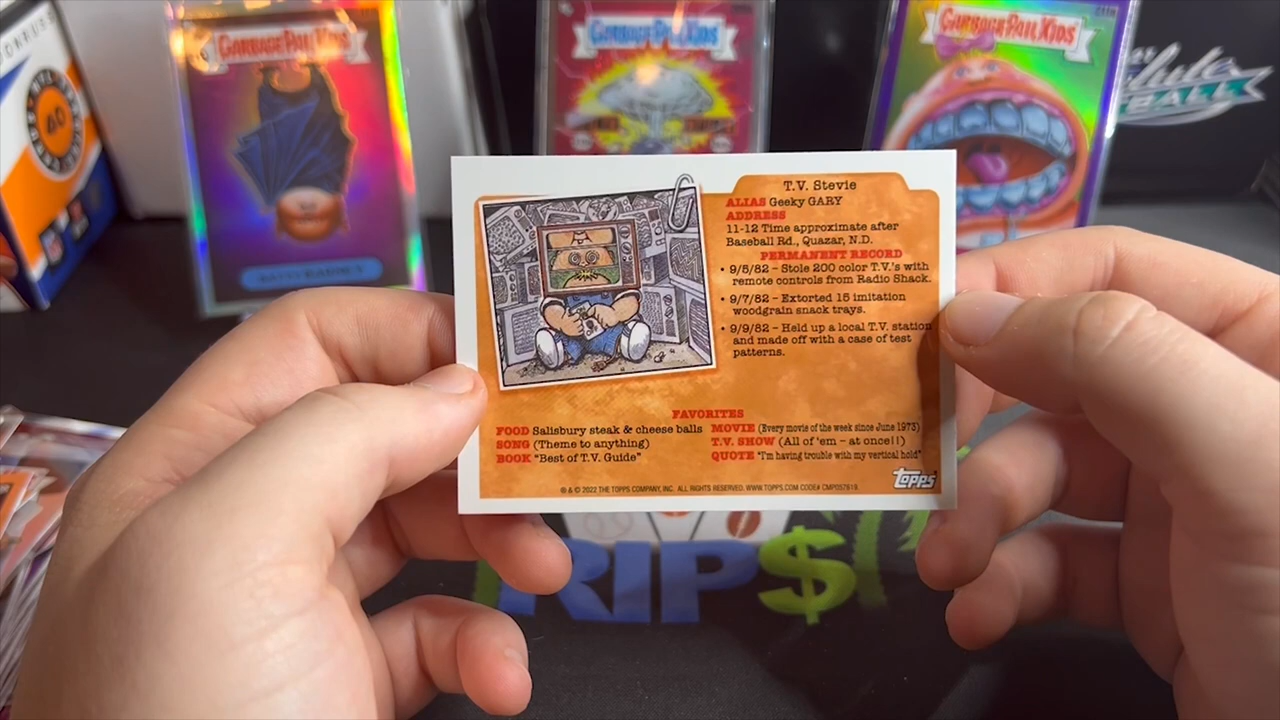 GARBAGE PAIL KIDS
GARBAGE PAIL KIDS
GARBAGE PAIL KIDS
T.V. Stevie
ALIAS Geeky GARY
ADDRESS
11-12 Time approximate after
Baseball Rd., Quazar, N.D.
PERMANENT RECORD
• 9/5/82 – Stole 200 color T.V.'s with
remote controls from Radio Shack.
• 9/7/82 – Extorted 15 imitation
woodgrain snack trays.
• 9/9/82 – Held up a local T.V. station
and made off with a case of test
patterns.
FAVORITES
FOOD Salisbury steak & cheese balls
SONG (Theme to anything)
BOOK "Best of T.V. Guide"
MOVIE (Every movie of the week since June 1973)
T.V. SHOW (All of 'em – at once!!)
QUOTE "I'm having trouble with my vertical hold"
topps
® & © 2022 THE TOPPS COMPANY, INC. ALL RIGHTS RESERVED. WWW.TOPPS.COM CODE# CMP057819
RIP$